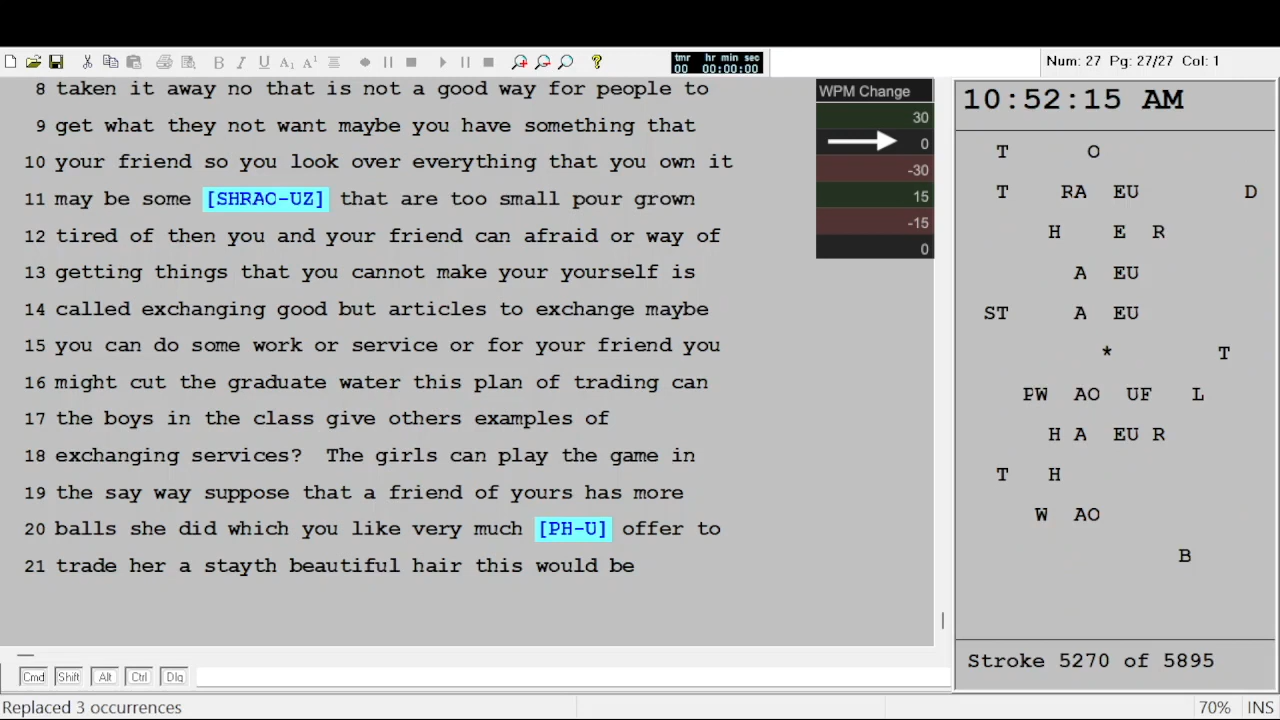 B I U A₁ A¹ ?
tmr hr min sec
00 00:00:00
Num: 27 Pg: 27/27 Col: 1
8 taken it away no that is not a good way for people to
9 get what they not want maybe you have something that
10 your friend so you look over everything that you own it
11 may be some [SHRAO-UZ] that are too small pour grown
12 tired of then you and your friend can afraid or way of
13 getting things that you cannot make your yourself is
14 called exchanging good but articles to exchange maybe
15 you can do some work or service or for your friend you
16 might cut the graduate water this plan of trading can
17 the boys in the class give others examples of
18 exchanging services? The girls can play the game in
19 the say way suppose that a friend of yours has more
20 balls she did which you like very much [PH-U] offer to
21 trade her a stayth beautiful hair this would be
WPM Change
30
0
-30
15
-15
0
10:52:15 AM
T O
T RA EU D
H E R
A EU
ST A EU
* T
PW AO UF L
H A EU R
T H
W AO
B
Stroke 5270 of 5895
Cmd Shift Alt Ctrl Dlg
Replaced 3 occurrences
70% INS